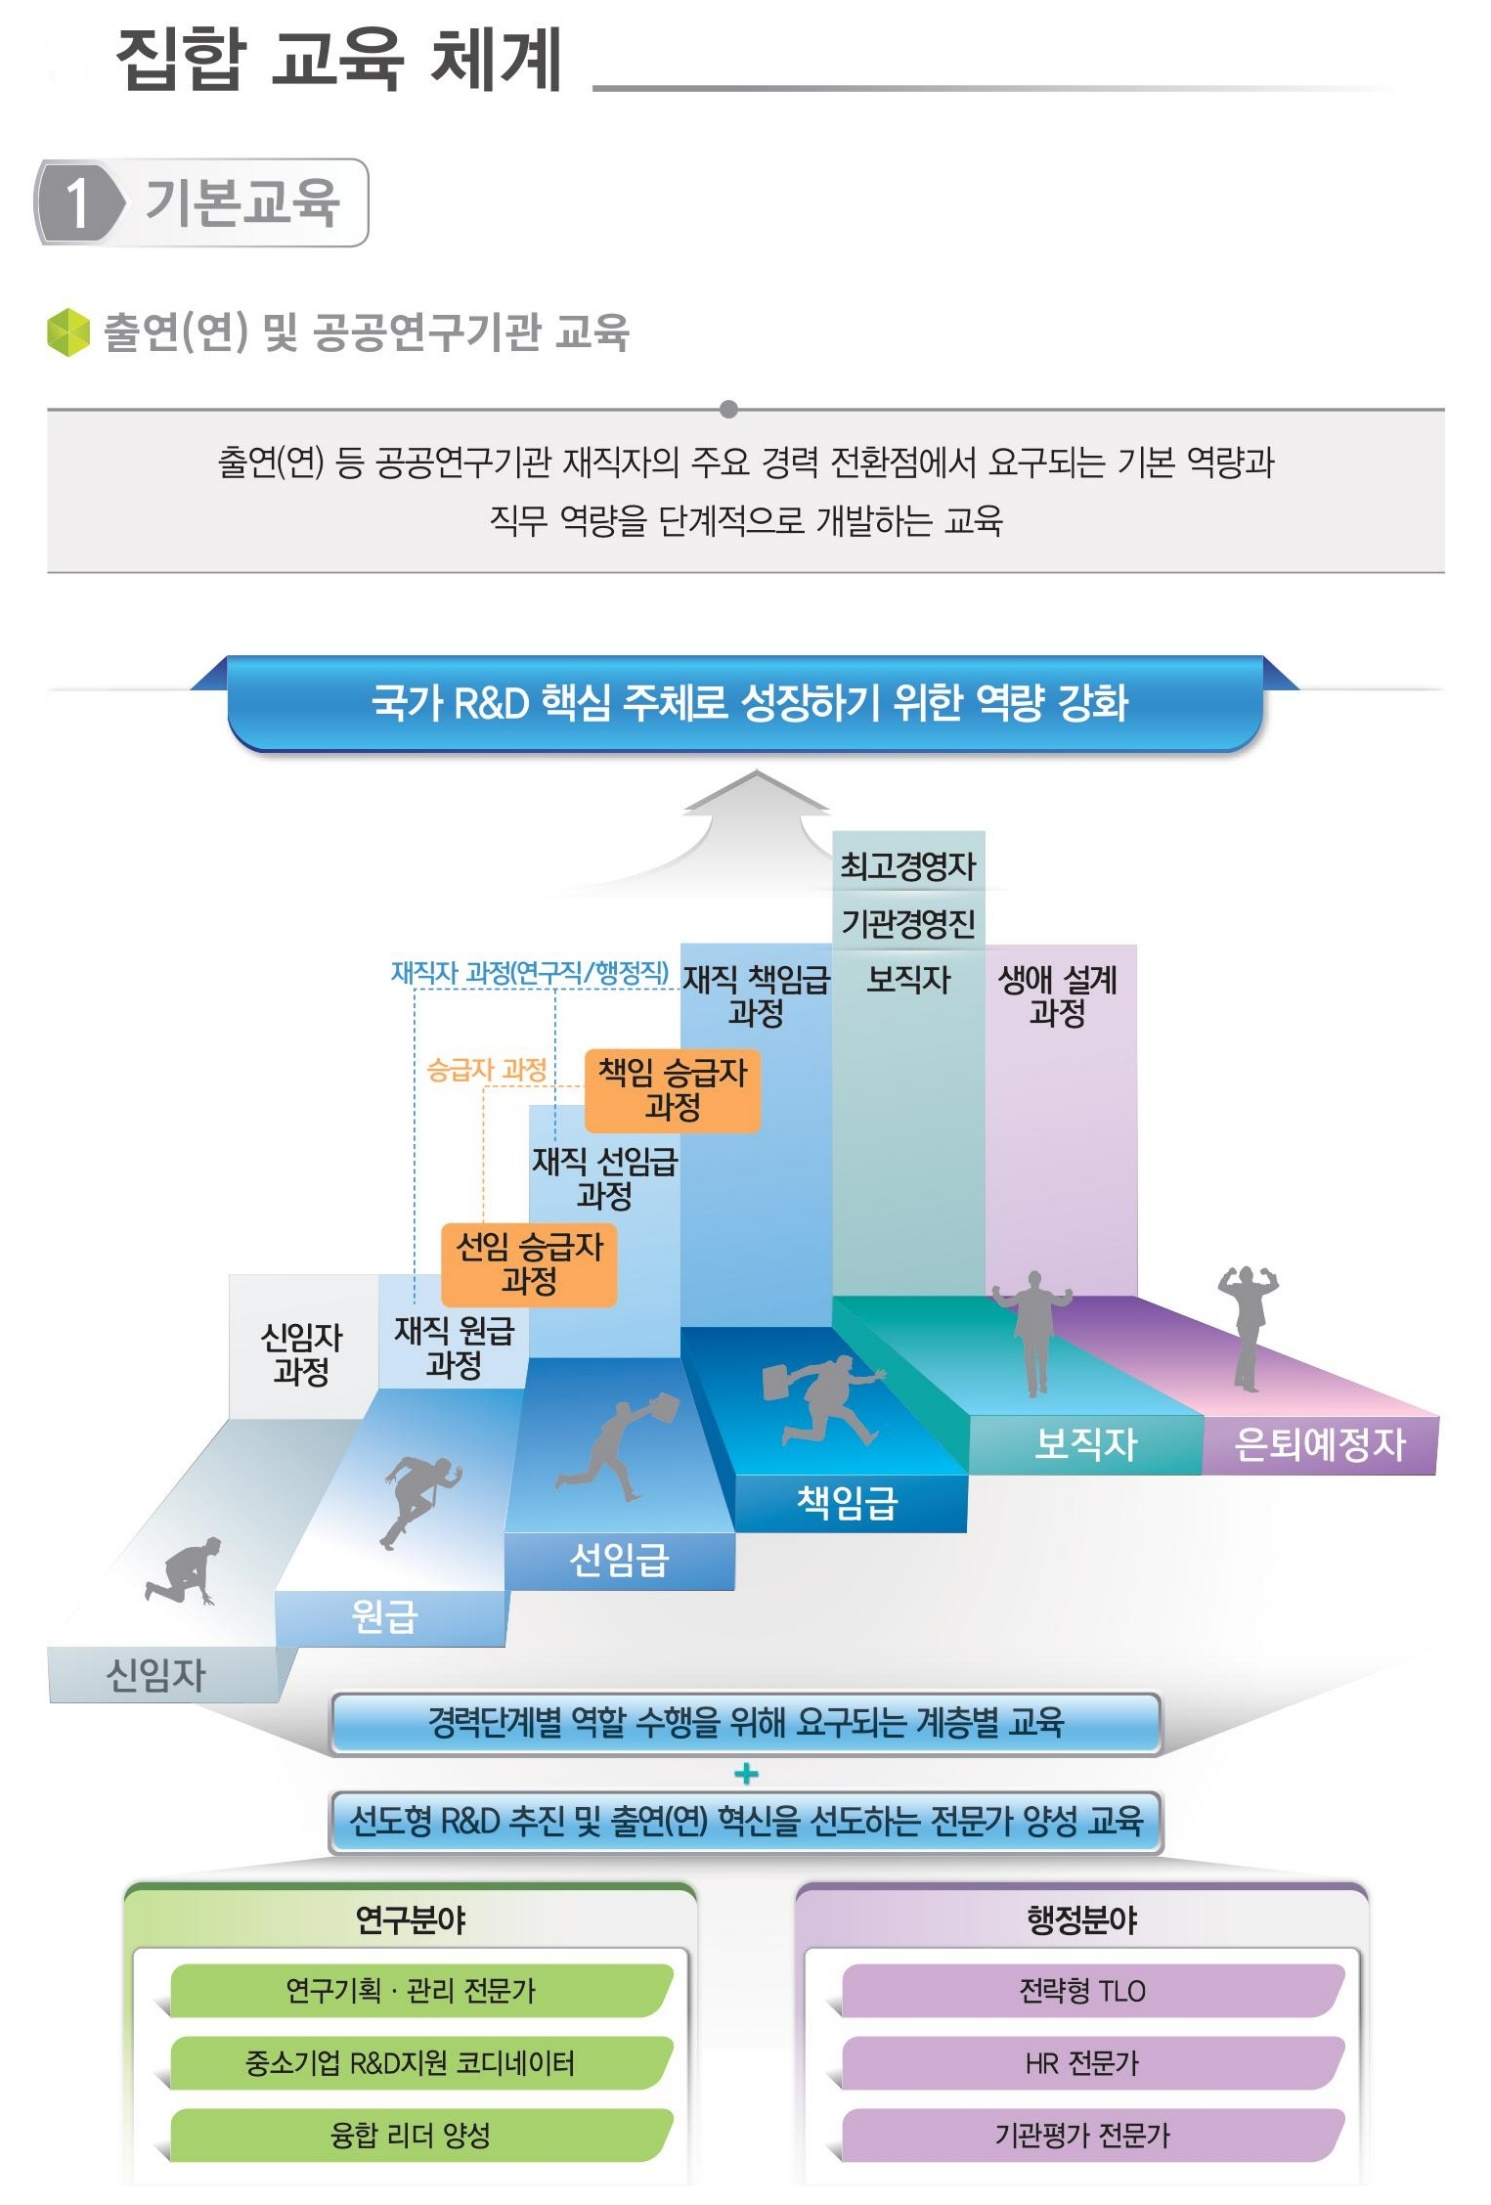 집합 교육 체계
1 기본교육
출연(연) 및 공공연구기관 교육
출연(연) 등 공공연구기관 재직자의 주요 경력 전환점에서 요구되는 기본 역량과
직무 역량을 단계적으로 개발하는 교육
국가 R&D 핵심 주체로 성장하기 위한 역량 강화
최고경영자
기관경영진
보직자
재직자 과정(연구직/행정직)
재직 책임급
과정
생애 설계
과정
승급자 과정
책임 승급자
과정
재직 선임급
과정
선임 승급자
과정
신임자
과정
재직 원급
과정
보직자
은퇴예정자
책임급
선임급
원급
신임자
경력단계별 역할 수행을 위해 요구되는 계층별 교육
+
선도형 R&D 추진 및 출연(연) 혁신을 선도하는 전문가 양성 교육
연구분야
연구기획 · 관리 전문가
중소기업 R&D지원 코디네이터
융합 리더 양성
행정분야
전략형 TLO
HR 전문가
기관평가 전문가